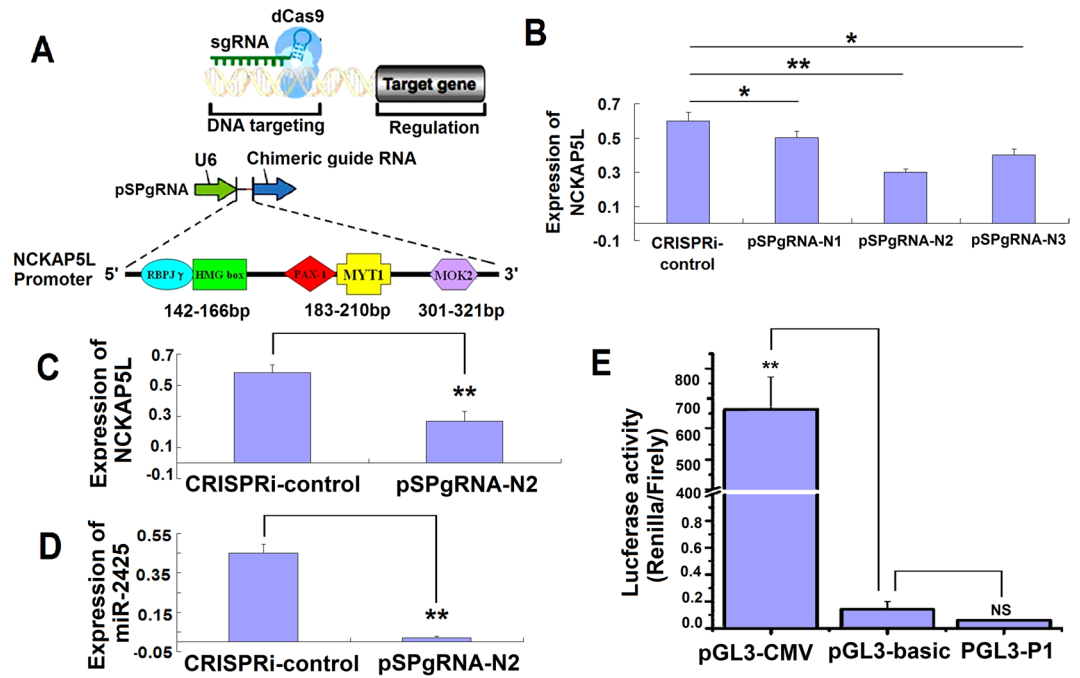 A
dCas9
sgRNA
Target gene
DNA targeting
Regulation
U6
Chimeric guide RNA
pSPgRNA
NCKAP5L
Promoter
5'
RBPJ γ
HMG box
PAX-1
MYT1
MOK2
3'
142-166bp
183-210bp
301-321bp
B
*
**
*
Expression of
NCKAP5L
0.7
0.5
0.3
0.1
-0.1
CRISPRi-
control
pSPgRNA-N1
pSPgRNA-N2
pSPgRNA-N3
C
Expression of
NCKAP5L
0.7
0.5
0.3
0.1
-0.1
**
CRISPRi-control
pSPgRNA-N2
D
Expression of
miR-2425
0.55
0.35
0.15
-0.05
**
CRISPRi-control
pSPgRNA-N2
E
Lucferase activity
(Renilla/Firely)
800
700
600
500
400
0.8
0.6
0.4
0.2
0.0
**
NS
pGL3-CMV
pGL3-basic
PGL3-P1